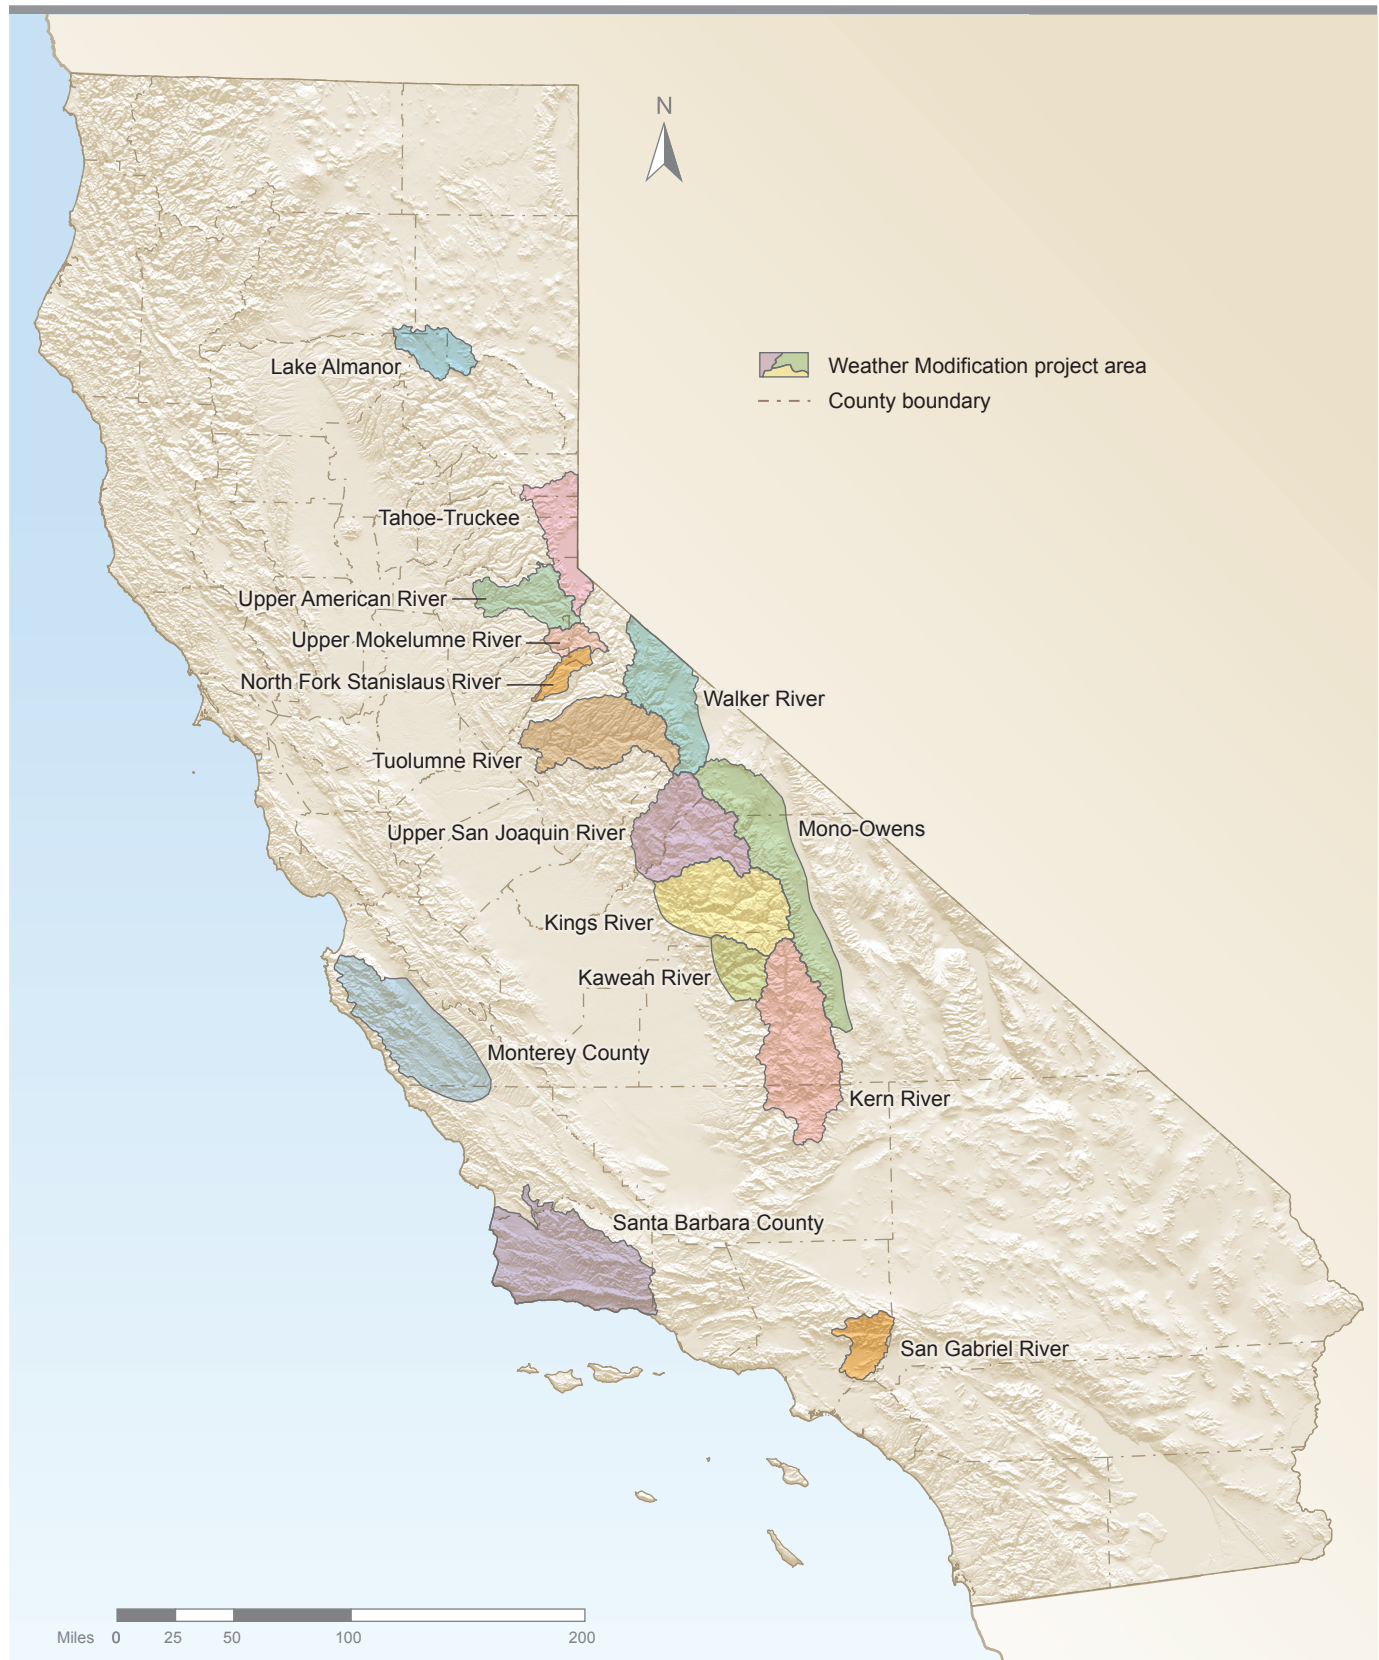 N
Lake Almanor
Weather Modification project area
County boundary
Tahoe-Truckee
Upper American River
Upper Mokelumne River
North Fork Stanislaus River
Walker River
Tuolumne River
Upper San Joaquin River
Mono-Owens
Kings River
Kaweah River
Monterey County
Kern River
Santa Barbara County
San Gabriel River
Miles 0 25 50 100 200